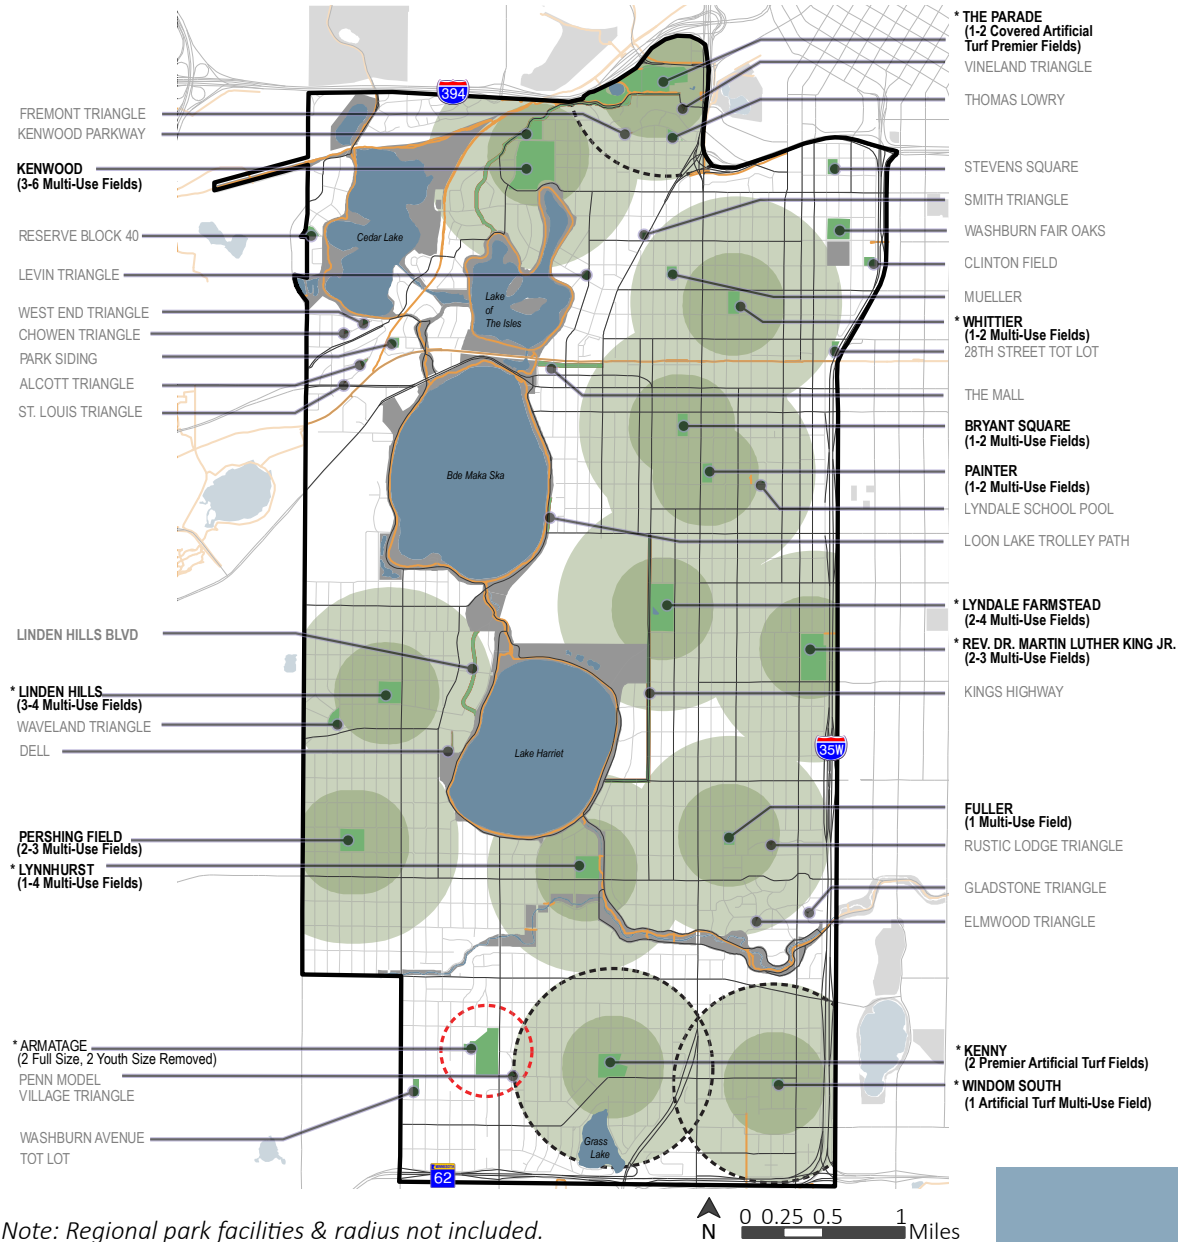 * THE PARADE
(1-2 Covered Artificial
Turf Premier Fields)
VINELAND TRIANGLE
THOMAS LOWRY
STEVENS SQUARE
SMITH TRIANGLE
WASHBURN FAIR OAKS
CLINTON FIELD
MUELLER
* WHITTIER
(1-2 Multi-Use Fields)
28TH STREET TOT LOT
THE MALL
BRYANT SQUARE
(1-2 Multi-Use Fields)
PAINTER
(1-2 Multi-Use Fields)
LYNDALE SCHOOL POOL
LOON LAKE TROLLEY PATH
* LYNDALE FARMSTEAD
(2-4 Multi-Use Fields)
* REV. DR. MARTIN LUTHER KING JR.
(2-3 Multi-Use Fields)
KINGS HIGHWAY
FULLER
(1 Multi-Use Field)
RUSTIC LODGE TRIANGLE
GLADSTONE TRIANGLE
ELMWOOD TRIANGLE
* KENNY
(2 Premier Artificial Turf Fields)
* WINDOM SOUTH
(1 Artificial Turf Multi-Use Field)
FREMONT TRIANGLE
KENWOOD PARKWAY
KENWOOD
(3-6 Multi-Use Fields)
RESERVE BLOCK 40
LEVIN TRIANGLE
WEST END TRIANGLE
CHOWEN TRIANGLE
PARK SIDING
ALCOTT TRIANGLE
ST. LOUIS TRIANGLE
LINDEN HILLS BLVD
* LINDEN HILLS
(3-4 Multi-Use Fields)
WAVELAND TRIANGLE
DELL
PERSHING FIELD
(2-3 Multi-Use Fields)
* LYNNHURST
(1-4 Multi-Use Fields)
* ARMATAGE
(2 Full Size, 2 Youth Size Removed)
PENN MODEL
VILLAGE TRIANGLE
WASHBURN AVENUE
TOT LOT
394
Cedar Lake
Lake
of
The Isles
Bde Maka Ska
Lake Harriet
35W
Grass
Lake
62
N
0 0.25 0.5 1 Miles
Note: Regional park facilities & radius not included.